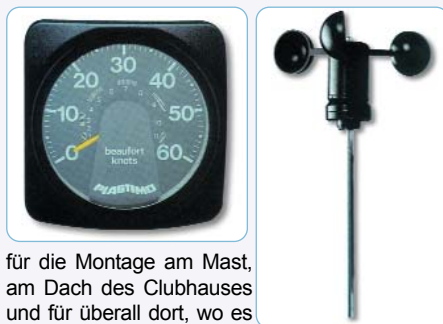 0
10
20
30
40
50
60
beaufort
knots
PLASTIMO
für die Montage am Mast,
am Dach des Clubhauses
und für überall dort, wo es